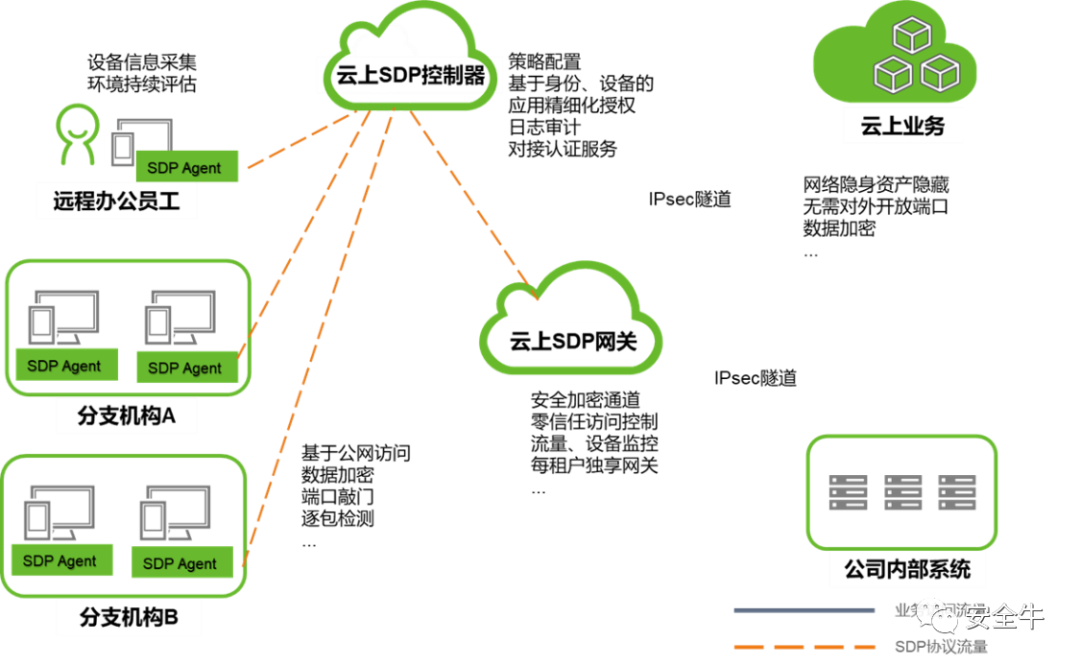 设备信息采集
环境持续评估
SDP Agent
远程办公员工
云上SDP控制器
策略配置
基于身份、设备的
应用精细化授权
日志审计
对接认证服务
云上业务
网络隐身资产隐藏
无需对外开放端口
数据加密
...
IPsec隧道
SDP Agent
SDP Agent
分支机构A
云上SDP网关
安全加密通道
零信任访问控制
流量、设备监控
每租户独享网关
...
IPsec隧道
基于公网访问
数据加密
端口敲门
逐包检测
...
SDP Agent
SDP Agent
分支机构B
公司内部系统
业务
流量
安全牛
SDP协议流量